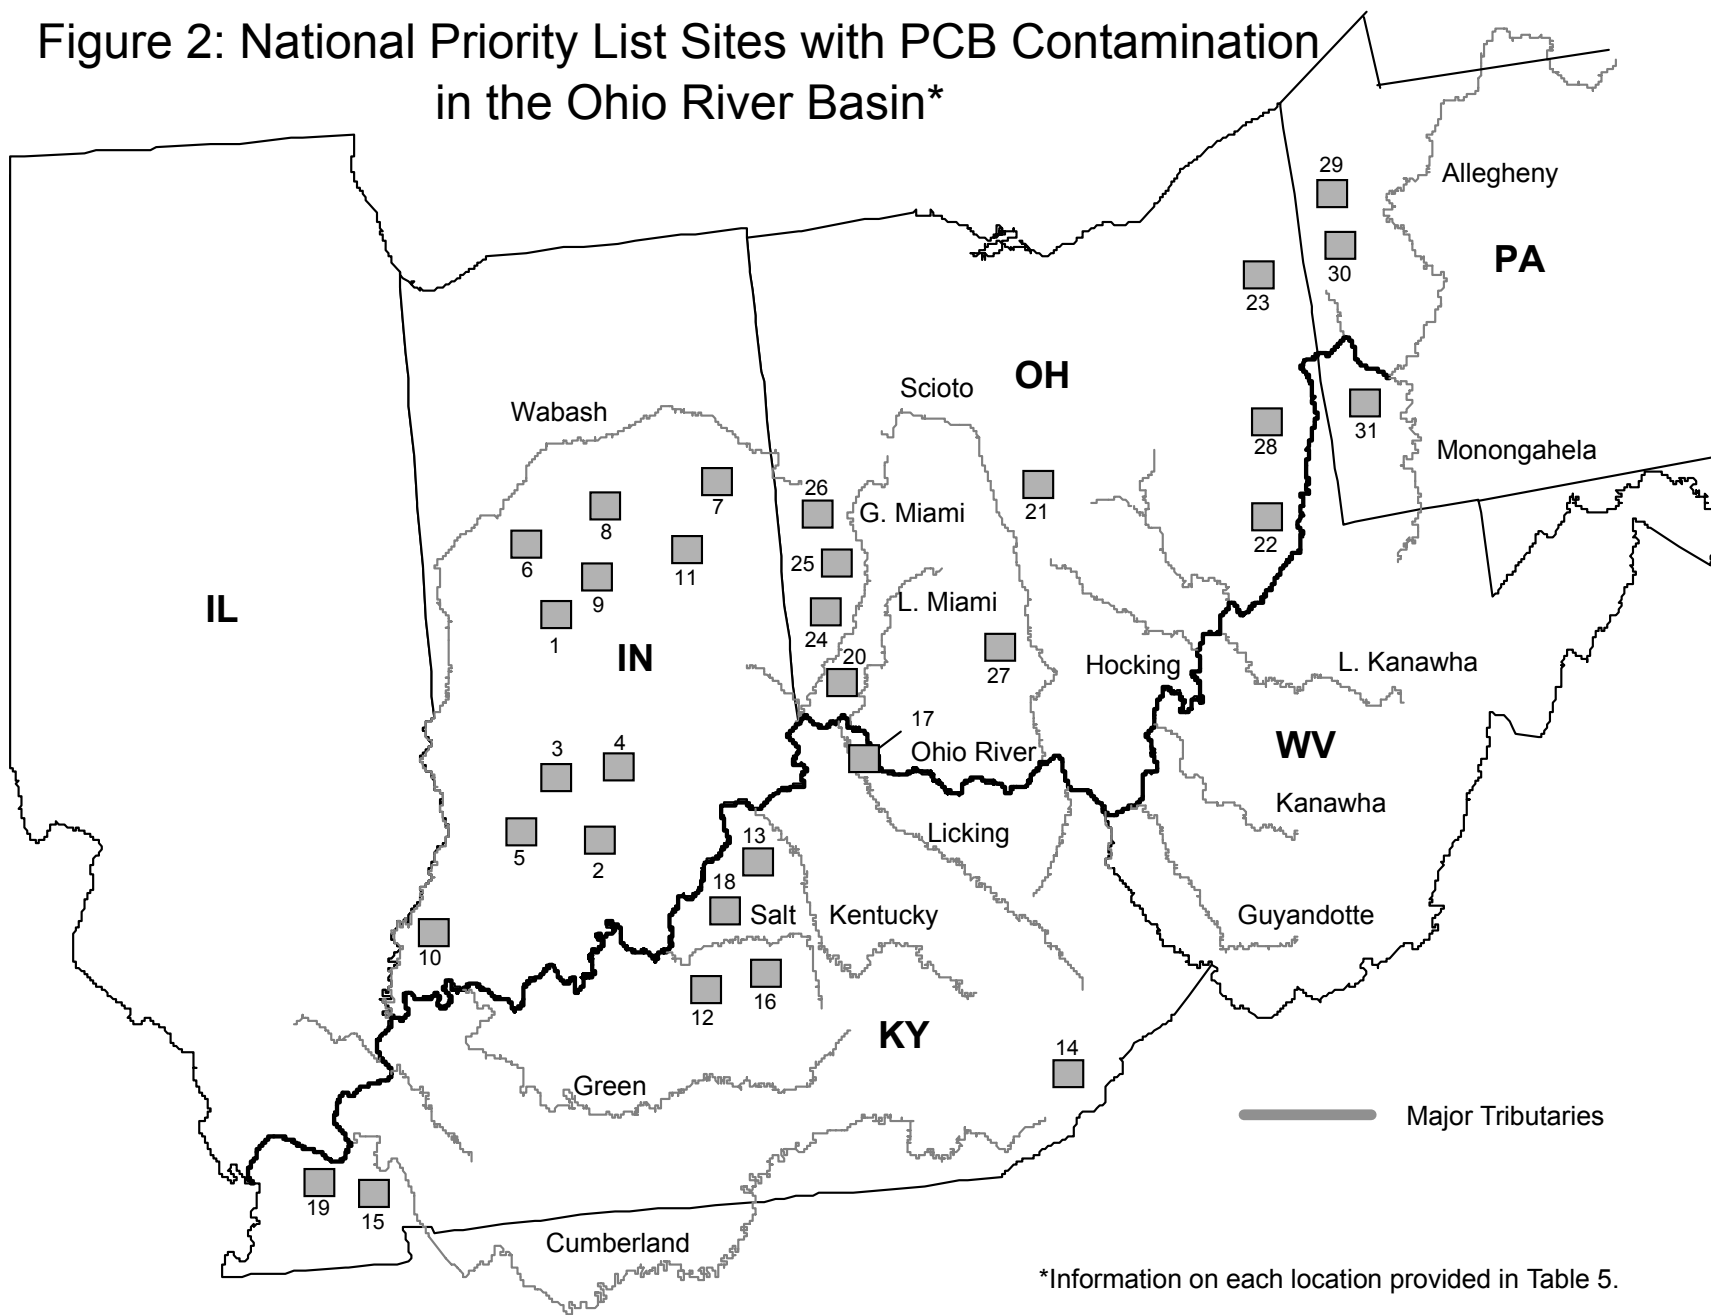 Figure 2: National Priority List Sites with PCB Contamination
in the Ohio River Basin*
29
Allegheny
PA
30
23
OH
Scioto
Wabash
31
28
Monongahela
7
26
G. Miami
21
8
6
25
11
22
9
L. Miami
IL
1
24
IN
20
27
Hocking
L. Kanawha
17
3
4
Ohio River
WV
Kanawha
13
Licking
5
2
18
Salt
Kentucky
Guyandotte
10
12
16
KY
14
Green
Major Tributaries
19
15
Cumberland
*Information on each location provided in Table 5.